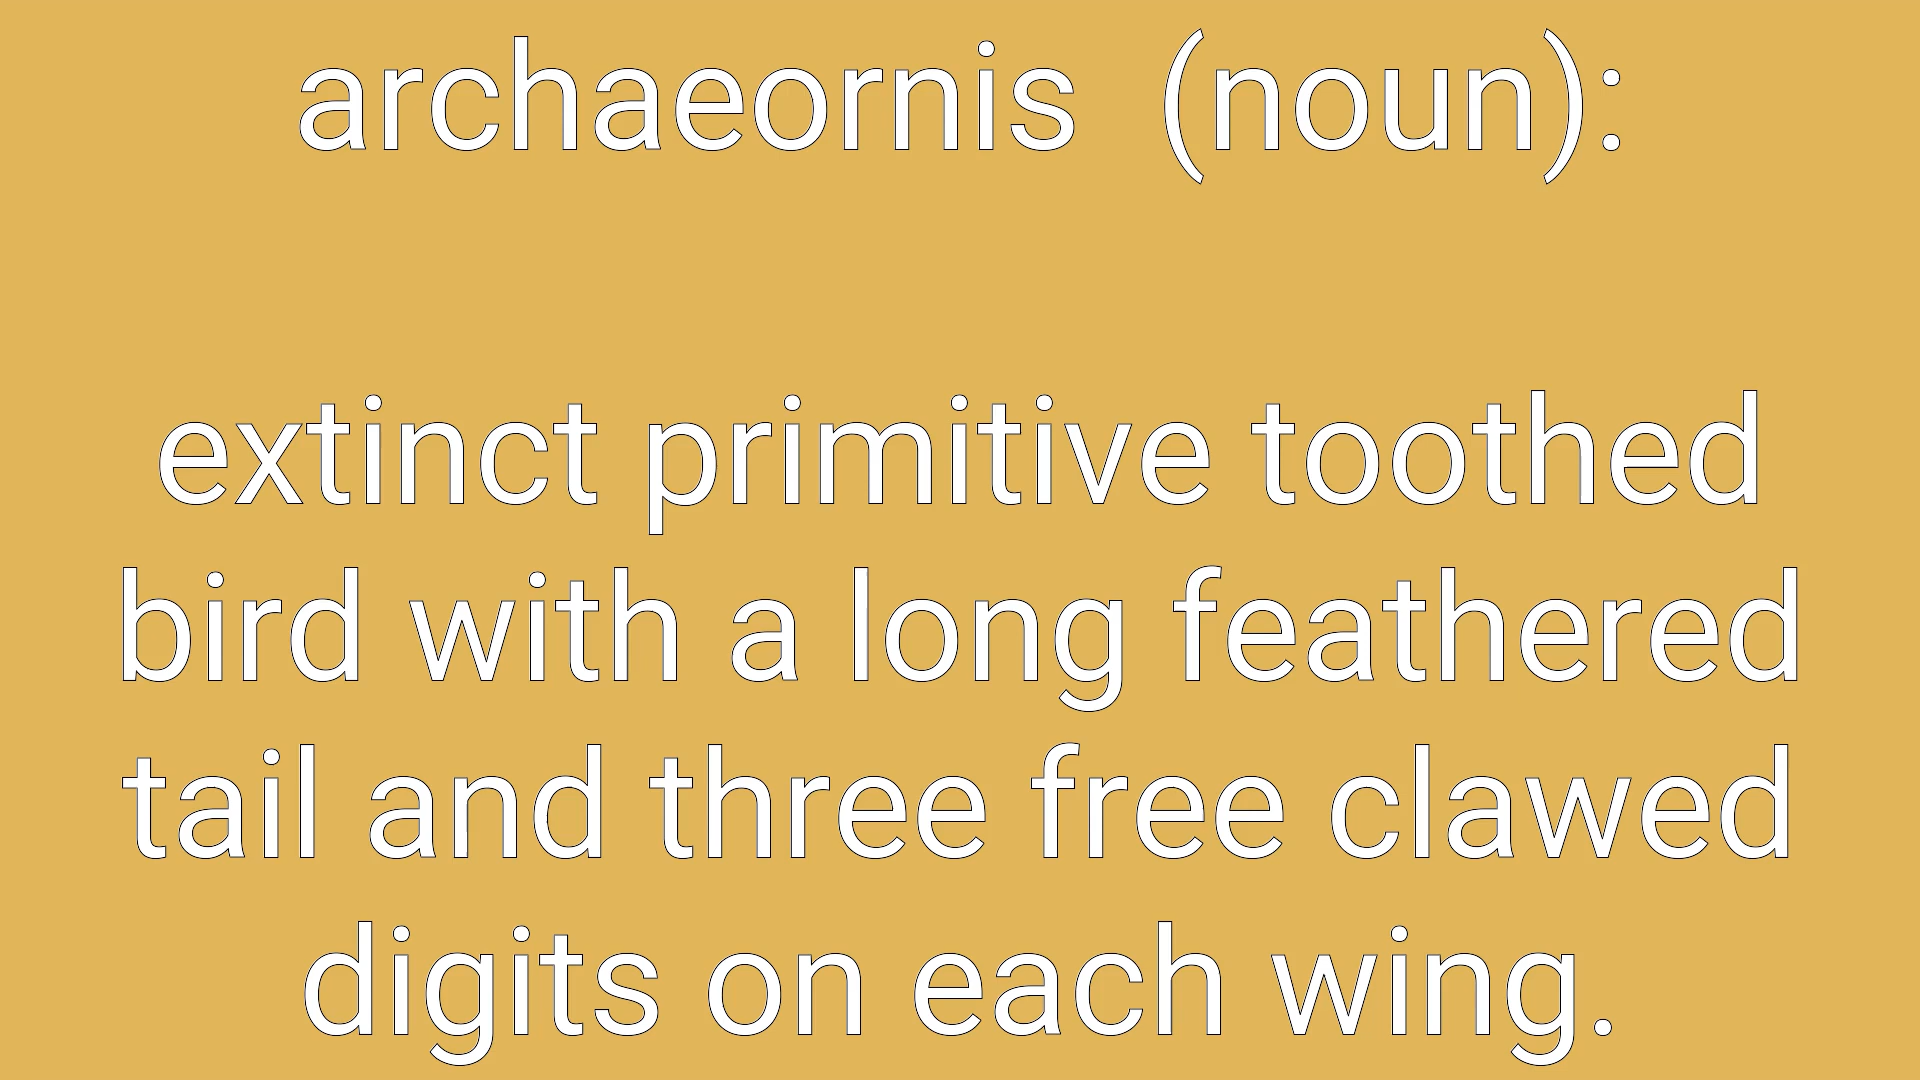 archaeornis  (noun):
extinct primitive toothed
bird with a long feathered
tail and three free clawed
digits on each wing.